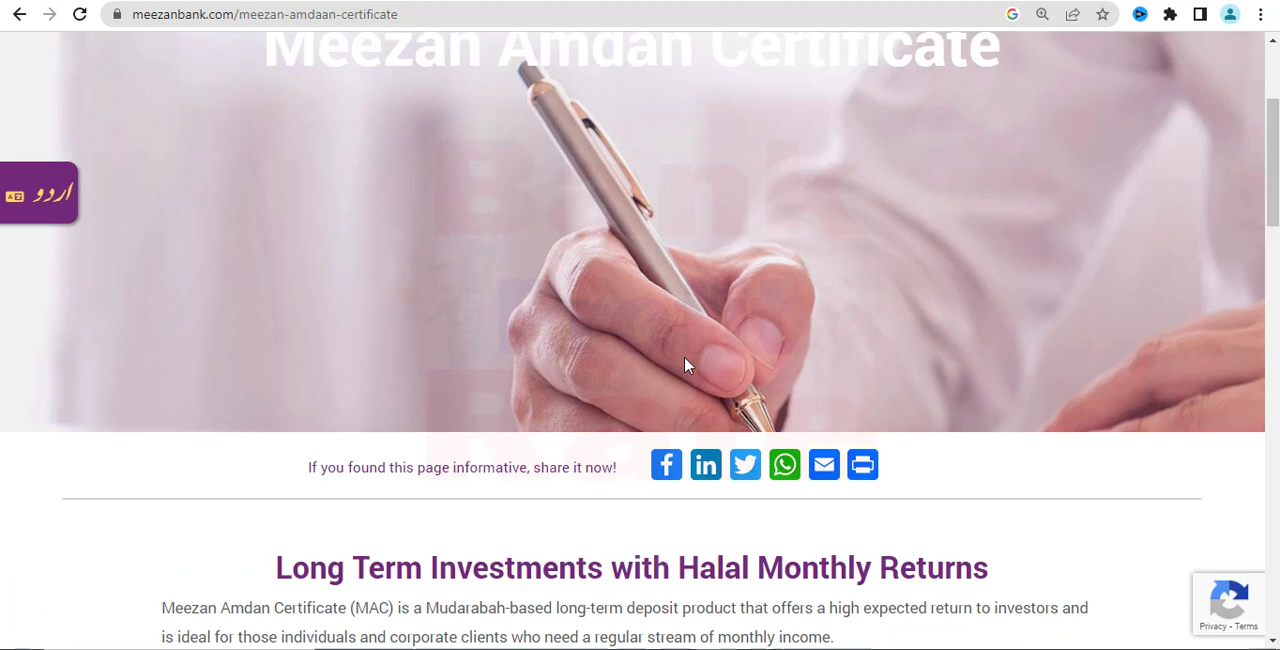 meezanbank.com/meezan-amdaan-certificate
Meezan Amdan Certificate
اردو
Bank
Rate
If you found this page informative, share it now!
Long Term Investments with Halal Monthly Returns
Meezan Amdan Certificate (MAC) is a Mudarabah-based long-term deposit product that offers a high expected return to investors and
is ideal for those individuals and corporate clients who need a regular stream of monthly income.
Privacy - Terms